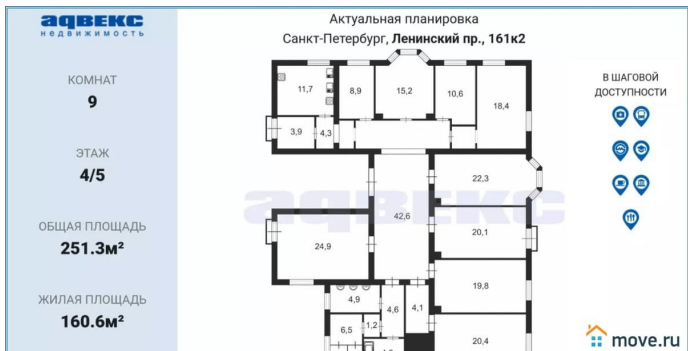 адвекс
недвижимость
КОМНАТ
9
ЭТАЖ
4/5
ОБЩАЯ ПЛОЩАДЬ
251.3м²
ЖИЛАЯ ПЛОЩАДЬ
160.6м²
Актуальная планировка
Санкт-Петербург, Ленинский пр., 161к2
11,7
8,9
15,2
10,6
18,4
3,9
4,3
22,3
адвекс
42,6
20,1
24,9
19,8
4,9
4,6
4,1
6,5
1,2
20,4
В ШАГОВОЙ
ДОСТУПНОСТИ
move.ru